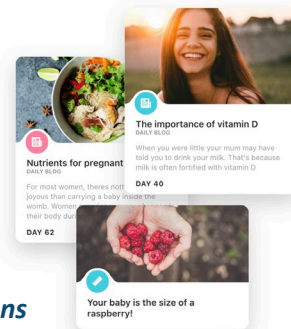 The importance of vitamin D
DAILY BLOG
When you were little your mum may have
told you to drink your milk. That's because
milk is often fortified with vitamin D
DAY 40
Nutrients for pregnant
DAILY BLOG
For most women, theres not
joyous than carrying a baby inside the
womb. Women
their body duri
DAY 62
Your baby is the size of a
raspberry!
ns